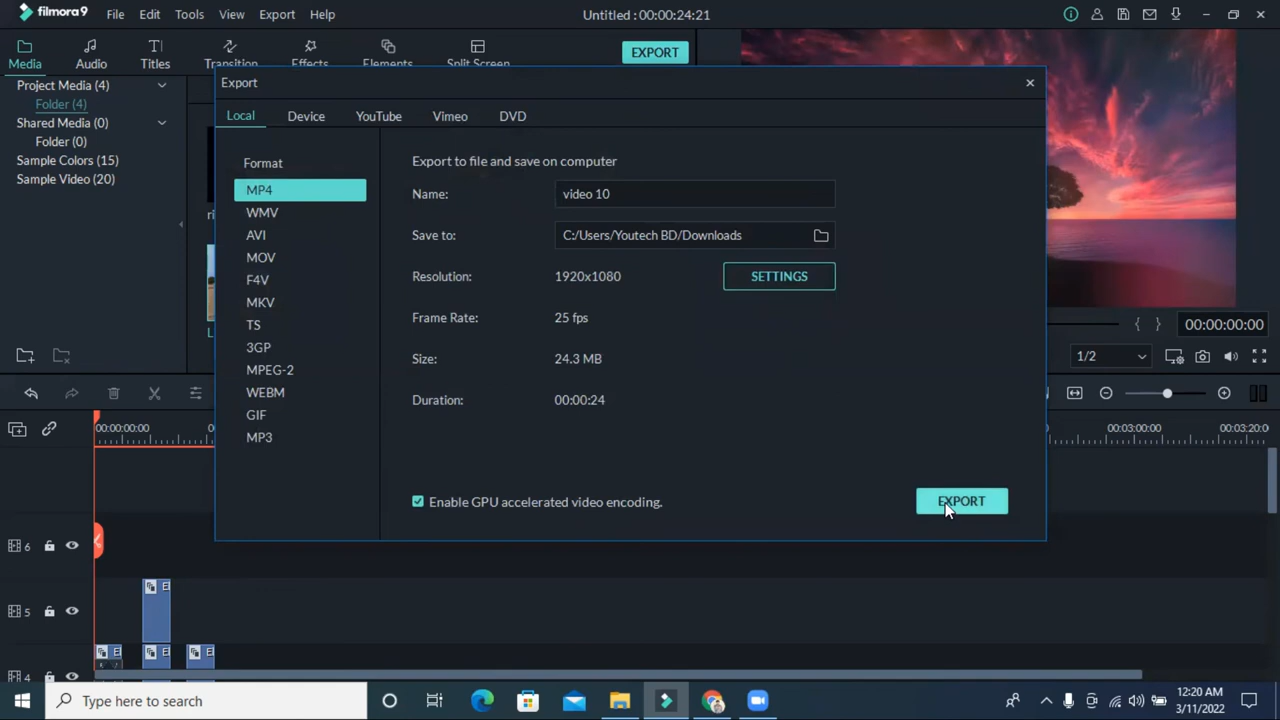 filmora9 File Edit Tools View Export Help Untitled : 00:00:24:21
Media Audio Titles Transition Effects Elements Split Screen EXPORT
Project Media (4)
Folder (4)
Shared Media (0)
Folder (0)
Sample Colors (15)
Sample Video (20)
Export
Local Device YouTube Vimeo DVD
Format
MP4
WMV
AVI
MOV
F4V
MKV
TS
3GP
MPEG-2
WEBM
GIF
MP3
Export to file and save on computer
Name: video 10
Save to: C:/Users/Youtech BD/Downloads
Resolution: 1920x1080 SETTINGS
Frame Rate: 25 fps
Size: 24.3 MB
Duration: 00:00:24
Enable GPU accelerated video encoding. EXPORT
{ } 00:00:00:00
1/2
00:00:00:00 00:03:00:00 00:03:20:0
6
5
4
Type here to search
12:20 AM
3/11/2022